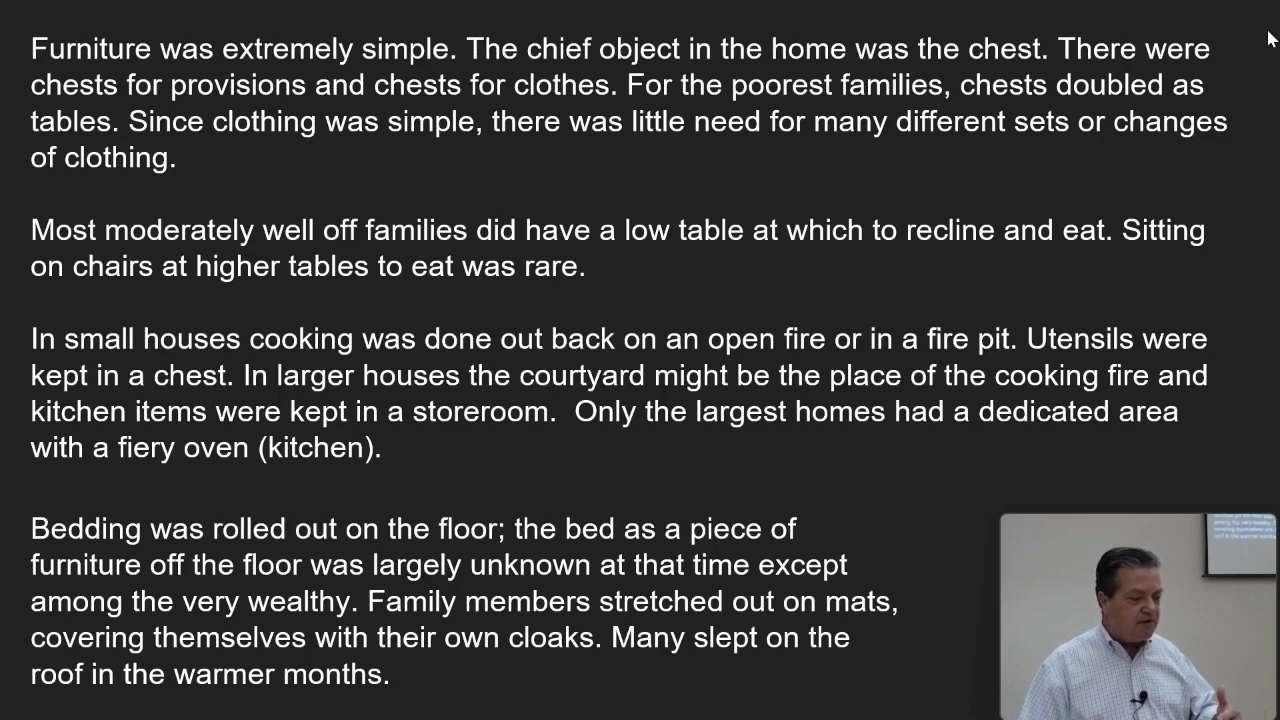 Furniture was extremely simple. The chief object in the home was the chest. There were
chests for provisions and chests for clothes. For the poorest families, chests doubled as
tables. Since clothing was simple, there was little need for many different sets or changes
of clothing.
Most moderately well off families did have a low table at which to recline and eat. Sitting
on chairs at higher tables to eat was rare.
In small houses cooking was done out back on an open fire or in a fire pit. Utensils were
kept in a chest. In larger houses the courtyard might be the place of the cooking fire and
kitchen items were kept in a storeroom.  Only the largest homes had a dedicated area
with a fiery oven (kitchen).
Bedding was rolled out on the floor; the bed as a piece of
furniture off the floor was largely unknown at that time except
among the very wealthy. Family members stretched out on mats,
covering themselves with their own cloaks. Many slept on the
roof in the warmer months.